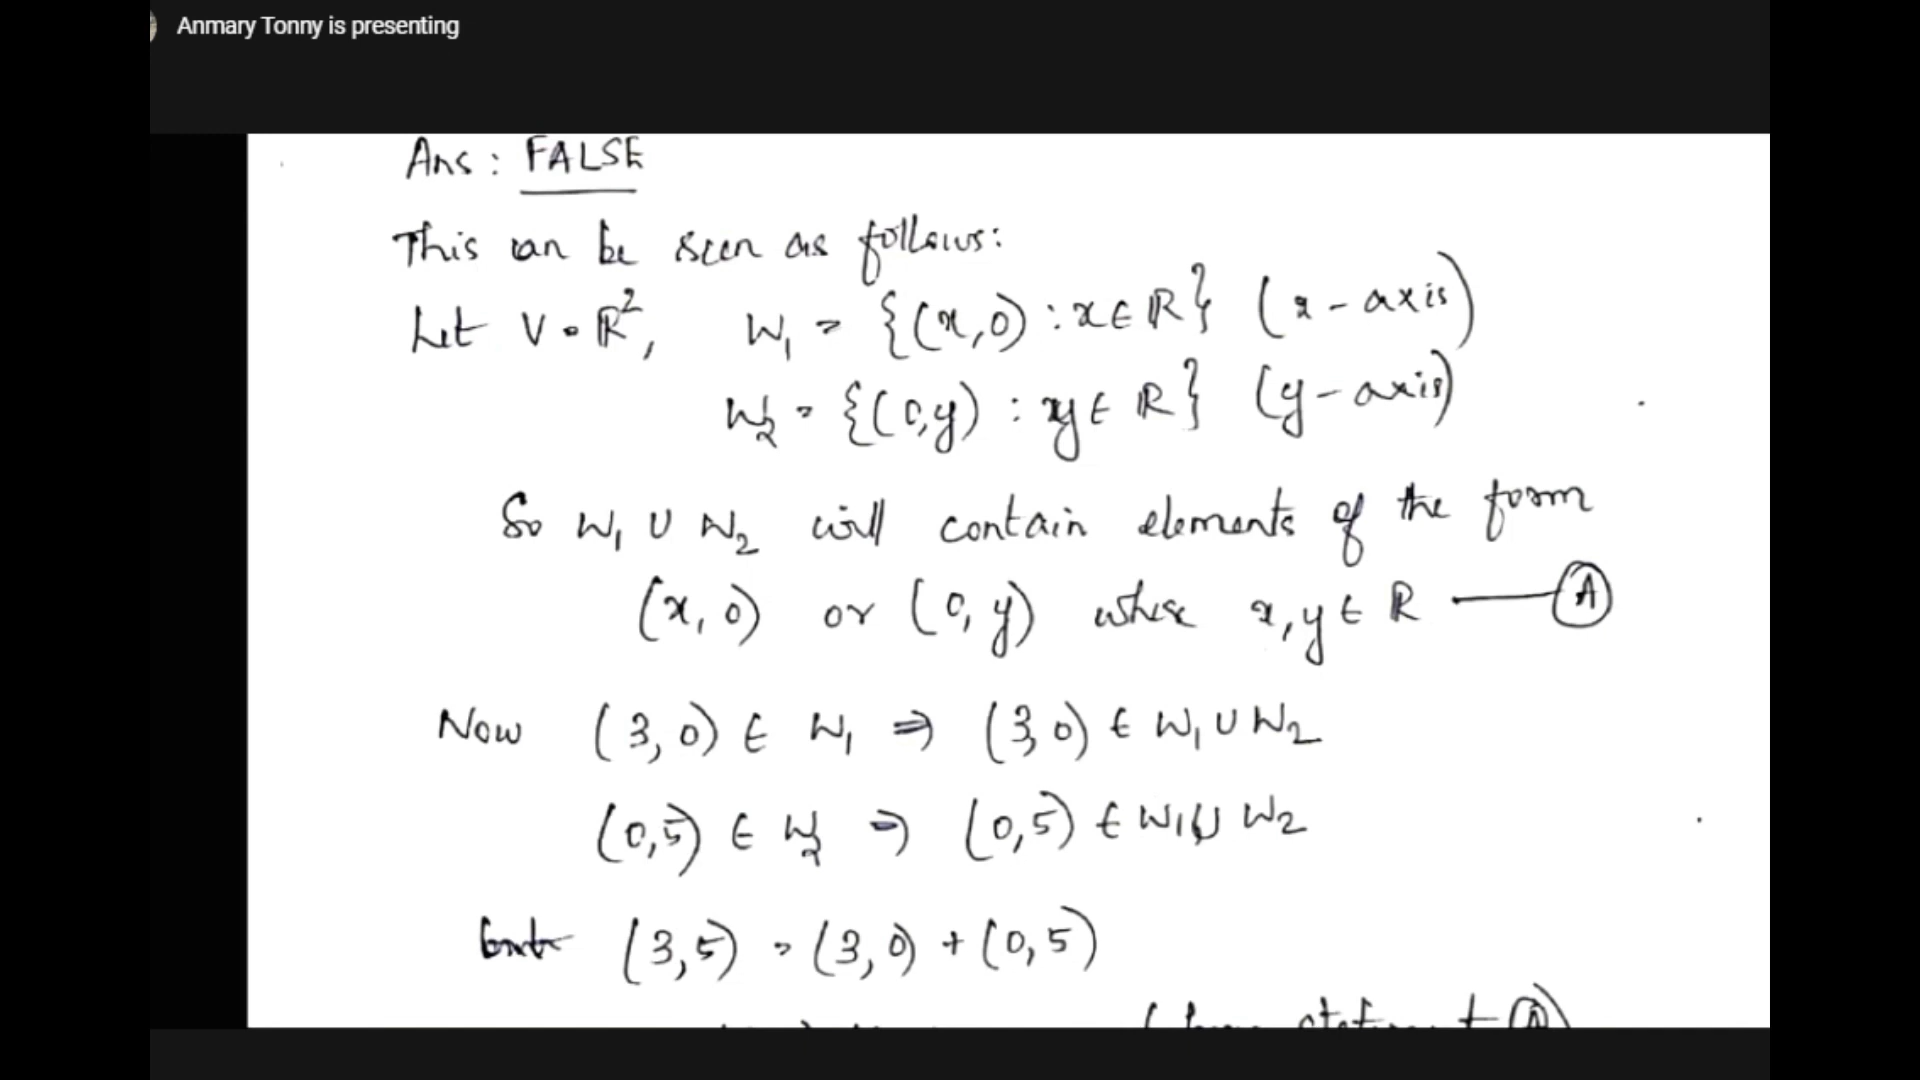 Anmary Tonny is presenting
Ans: FALSE
This can be seen as follows:
Let V = ℝ², W₁ = {(x,0) : x ∈ ℝ} (x-axis)
W₂ = {(0,y) : y ∈ ℝ} (y-axis)
So W₁ ∪ W₂ will contain elements of the form
(x, 0) or (0, y) where x, y ∈ ℝ —— Ⓐ
Now (3,0) ∈ W₁ ⇒ (3,0) ∈ W₁ ∪ W₂
(0,5) ∈ W₂ ⇒ (0,5) ∈ W₁ ∪ W₂
but (3,5) = (3,0) + (0,5)
statement Ⓐ)